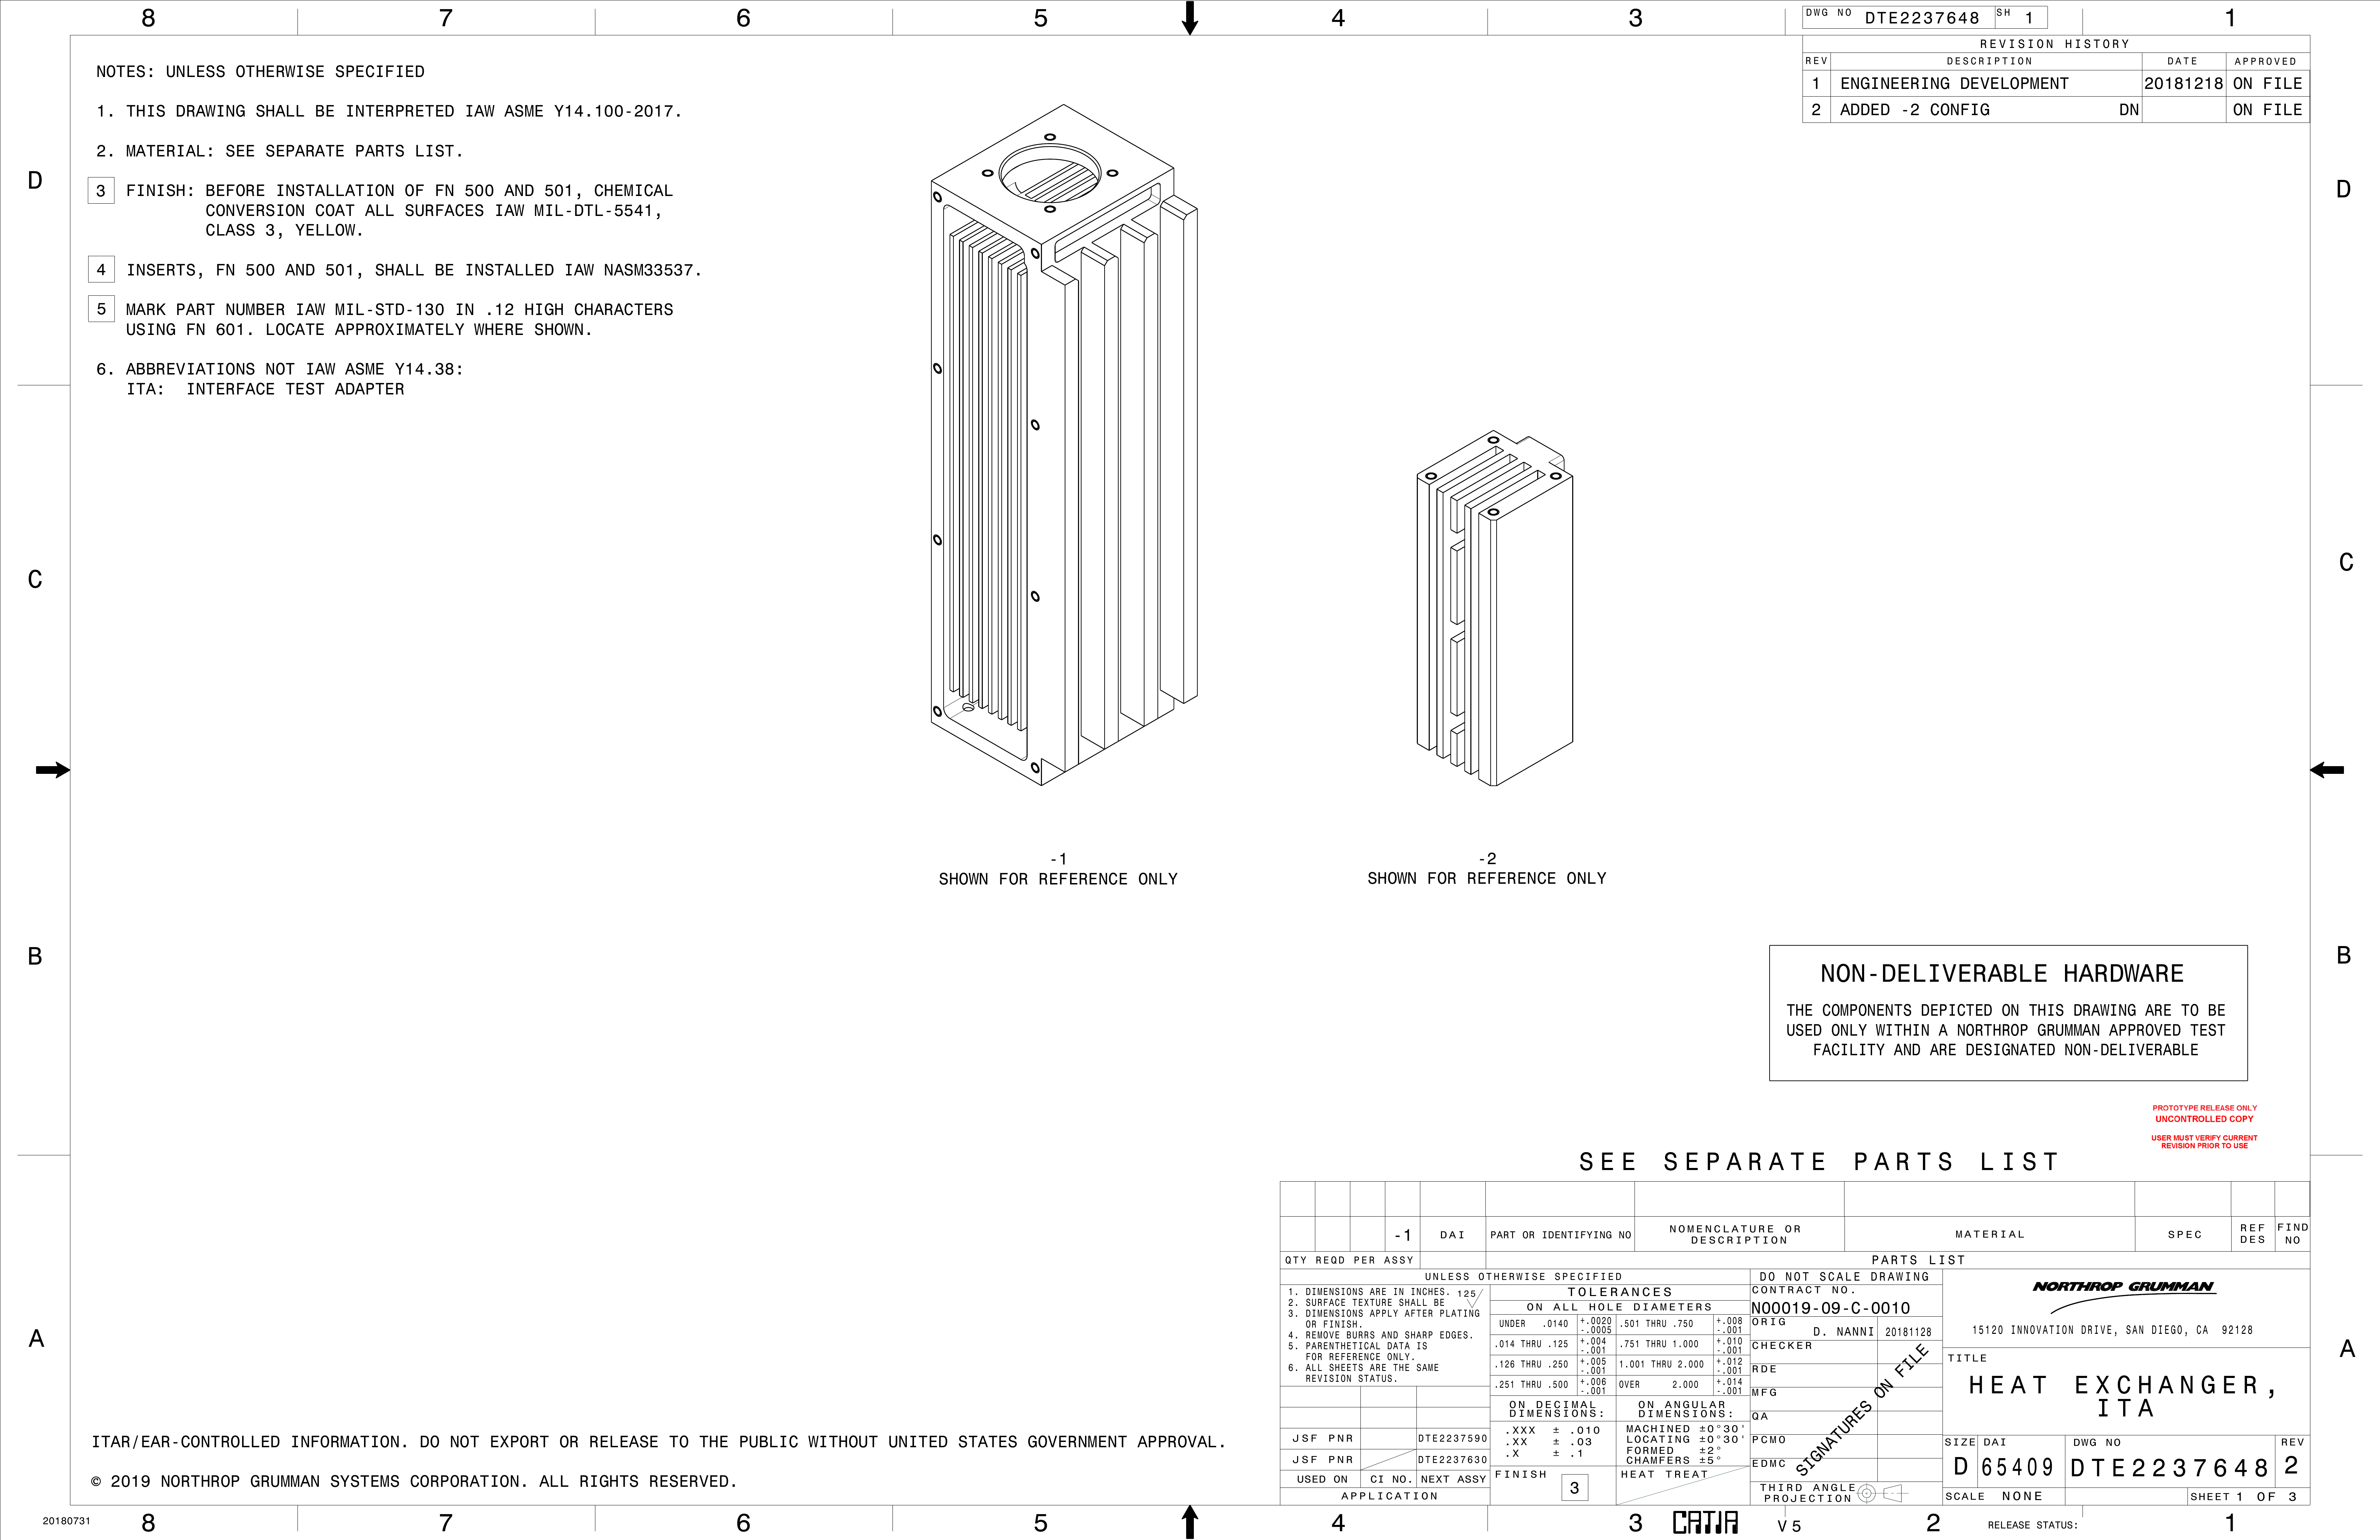 8 7 6 5 4 3 1
DWG NO DTE2237648 SH 1
REVISION HISTORY
REV DESCRIPTION DATE APPROVED
1 ENGINEERING DEVELOPMENT 20181218 ON FILE
2 ADDED -2 CONFIG DN ON FILE
NOTES: UNLESS OTHERWISE SPECIFIED
1. THIS DRAWING SHALL BE INTERPRETED IAW ASME Y14.100-2017.
2. MATERIAL: SEE SEPARATE PARTS LIST.
3 FINISH: BEFORE INSTALLATION OF FN 500 AND 501, CHEMICAL
CONVERSION COAT ALL SURFACES IAW MIL-DTL-5541,
CLASS 3, YELLOW.
4 INSERTS, FN 500 AND 501, SHALL BE INSTALLED IAW NASM33537.
5 MARK PART NUMBER IAW MIL-STD-130 IN .12 HIGH CHARACTERS
USING FN 601. LOCATE APPROXIMATELY WHERE SHOWN.
6. ABBREVIATIONS NOT IAW ASME Y14.38:
ITA: INTERFACE TEST ADAPTER
D D
C C
B B
A A
-1
SHOWN FOR REFERENCE ONLY
-2
SHOWN FOR REFERENCE ONLY
NON-DELIVERABLE HARDWARE
THE COMPONENTS DEPICTED ON THIS DRAWING ARE TO BE
USED ONLY WITHIN A NORTHROP GRUMMAN APPROVED TEST
FACILITY AND ARE DESIGNATED NON-DELIVERABLE
PROTOTYPE RELEASE ONLY
UNCONTROLLED COPY
USER MUST VERIFY CURRENT
REVISION PRIOR TO USE
SEE SEPARATE PARTS LIST
-1 DAI PART OR IDENTIFYING NO NOMENCLATURE OR DESCRIPTION MATERIAL SPEC REF DES FIND NO
QTY REQD PER ASSY PARTS LIST
UNLESS OTHERWISE SPECIFIED
1. DIMENSIONS ARE IN INCHES. 125
2. SURFACE TEXTURE SHALL BE
3. DIMENSIONS APPLY AFTER PLATING
OR FINISH.
4. REMOVE BURRS AND SHARP EDGES.
5. PARENTHETICAL DATA IS
FOR REFERENCE ONLY.
6. ALL SHEETS ARE THE SAME
REVISION STATUS.
JSF PNR DTE2237590
JSF PNR DTE2237630
USED ON CI NO. NEXT ASSY
APPLICATION
TOLERANCES
ON ALL HOLE DIAMETERS
UNDER .0140 +.0020 -.0005 .501 THRU .750 +.008 -.001
.014 THRU .125 +.004 -.001 .751 THRU 1.000 +.010 -.001
.126 THRU .250 +.005 -.001 1.001 THRU 2.000 +.012 -.001
.251 THRU .500 +.006 -.001 OVER 2.000 +.014 -.001
ON DECIMAL DIMENSIONS: ON ANGULAR DIMENSIONS:
.XXX ± .010 MACHINED ±0°30'
.XX ± .03 LOCATING ±0°30'
.X ± .1 FORMED ±2°
CHAMFERS ±5°
FINISH 3 HEAT TREAT
DO NOT SCALE DRAWING
CONTRACT NO.
N00019-09-C-0010
ORIG D. NANNI 20181128
CHECKER
RDE
MFG
QA
PCMO
EDMC
SIGNATURES ON FILE
THIRD ANGLE
PROJECTION
NORTHROP GRUMMAN
15120 INNOVATION DRIVE, SAN DIEGO, CA 92128
TITLE
HEAT EXCHANGER,
ITA
SIZE DAI DWG NO REV
D 65409 DTE2237648 2
SCALE NONE SHEET 1 OF 3
ITAR/EAR-CONTROLLED INFORMATION. DO NOT EXPORT OR RELEASE TO THE PUBLIC WITHOUT UNITED STATES GOVERNMENT APPROVAL.
© 2019 NORTHROP GRUMMAN SYSTEMS CORPORATION. ALL RIGHTS RESERVED.
20180731 8 7 6 5 4 3 CATIA V5 2 RELEASE STATUS: 1